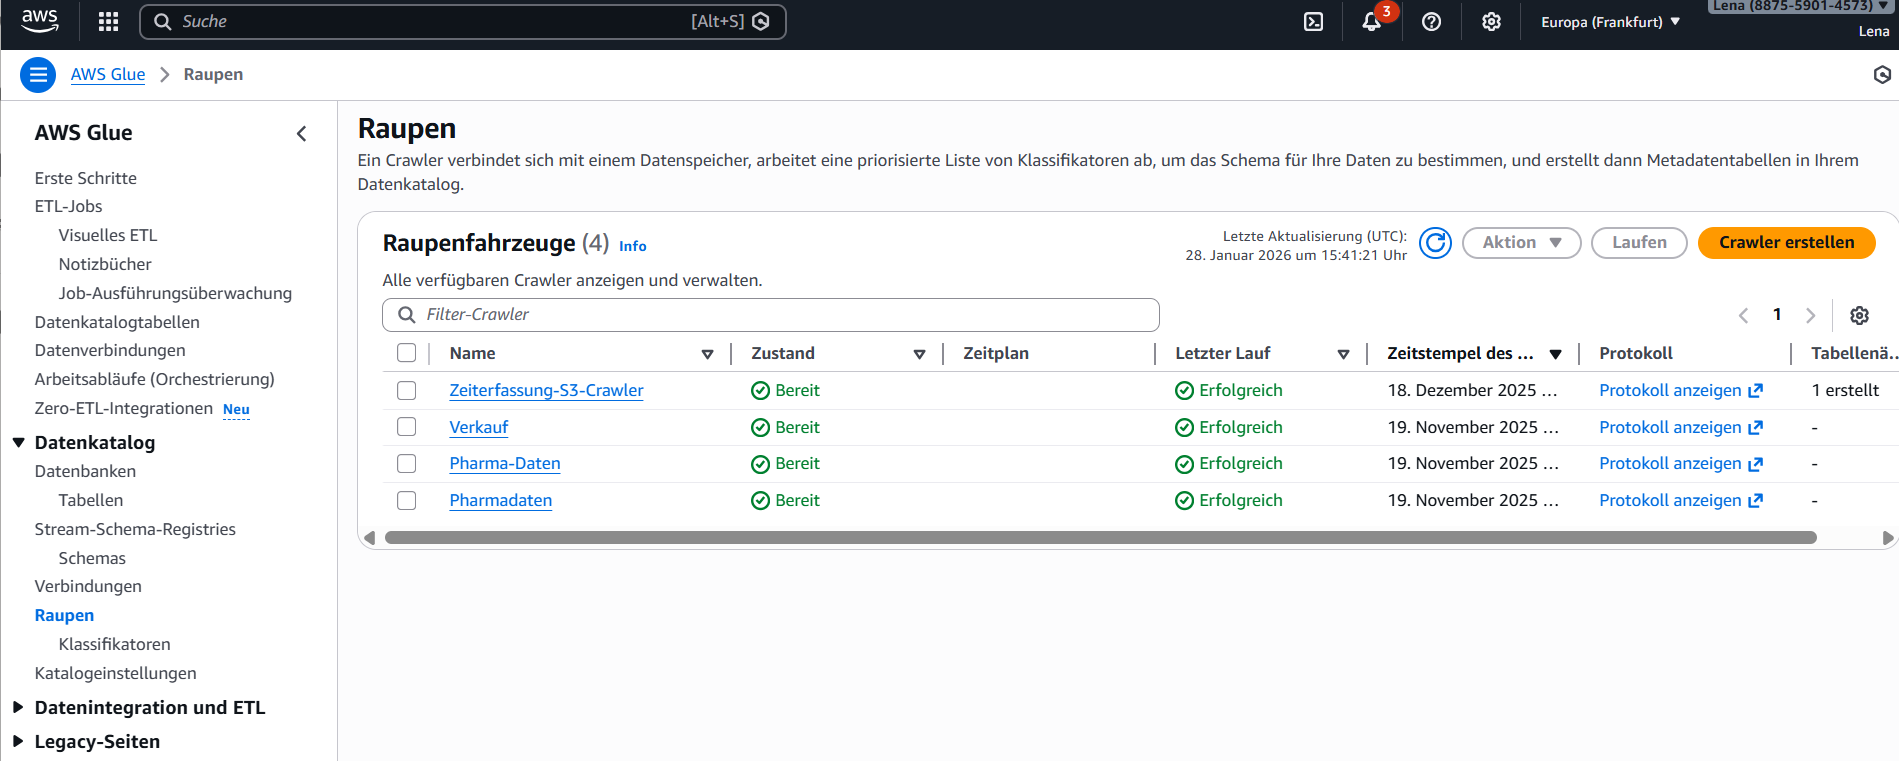 aws
Suche [Alt+S]
3
Europa (Frankfurt)
Lena (8875-5901-4573)
Lena
AWS Glue > Raupen
AWS Glue
Erste Schritte
ETL-Jobs
Visuelles ETL
Notizbücher
Job-Ausführungsüberwachung
Datenkatalogtabellen
Datenverbindungen
Arbeitsabläufe (Orchestrierung)
Zero-ETL-Integrationen Neu
Datenkatalog
Datenbanken
Tabellen
Stream-Schema-Registries
Schemas
Verbindungen
Raupen
Klassifikatoren
Katalogeinstellungen
Datenintegration und ETL
Legacy-Seiten
Raupen
Ein Crawler verbindet sich mit einem Datenspeicher, arbeitet eine priorisierte Liste von Klassifikatoren ab, um das Schema für Ihre Daten zu bestimmen, und erstellt dann Metadatentabellen in Ihrem
Datenkatalog.
Raupenfahrzeuge (4) Info
Alle verfügbaren Crawler anzeigen und verwalten.
Letzte Aktualisierung (UTC):
28. Januar 2026 um 15:41:21 Uhr
Aktion
Laufen
Crawler erstellen
Filter-Crawler
1
Name Zustand Zeitplan Letzter Lauf Zeitstempel des ... Protokoll Tabellenä...
Zeiterfassung-S3-Crawler Bereit Erfolgreich 18. Dezember 2025 ... Protokoll anzeigen 1 erstellt
Verkauf Bereit Erfolgreich 19. November 2025 ... Protokoll anzeigen -
Pharma-Daten Bereit Erfolgreich 19. November 2025 ... Protokoll anzeigen -
Pharmadaten Bereit Erfolgreich 19. November 2025 ... Protokoll anzeigen -